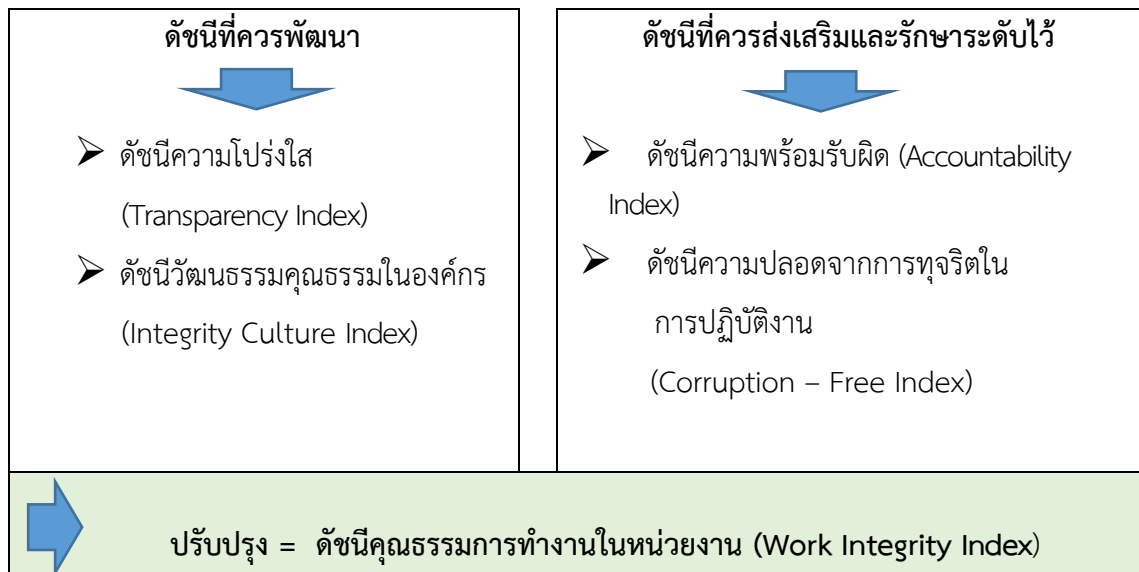 ดัชนีที่ควรพัฒนา
➢ ดัชนีความโปร่งใส
(Transparency Index)
➢ ดัชนีวัฒนธรรมคุณธรรมในองค์กร
(Integrity Culture Index)
ดัชนีที่ควรส่งเสริมและรักษาระดับไว้
➢ ดัชนีความพร้อมรับผิด (Accountability
Index)
➢ ดัชนีความปลอดจากการทุจริตใน
การปฏิบัติงาน
(Corruption – Free Index)
ปรับปรุง = ดัชนีคุณธรรมการทำงานในหน่วยงาน (Work Integrity Index)